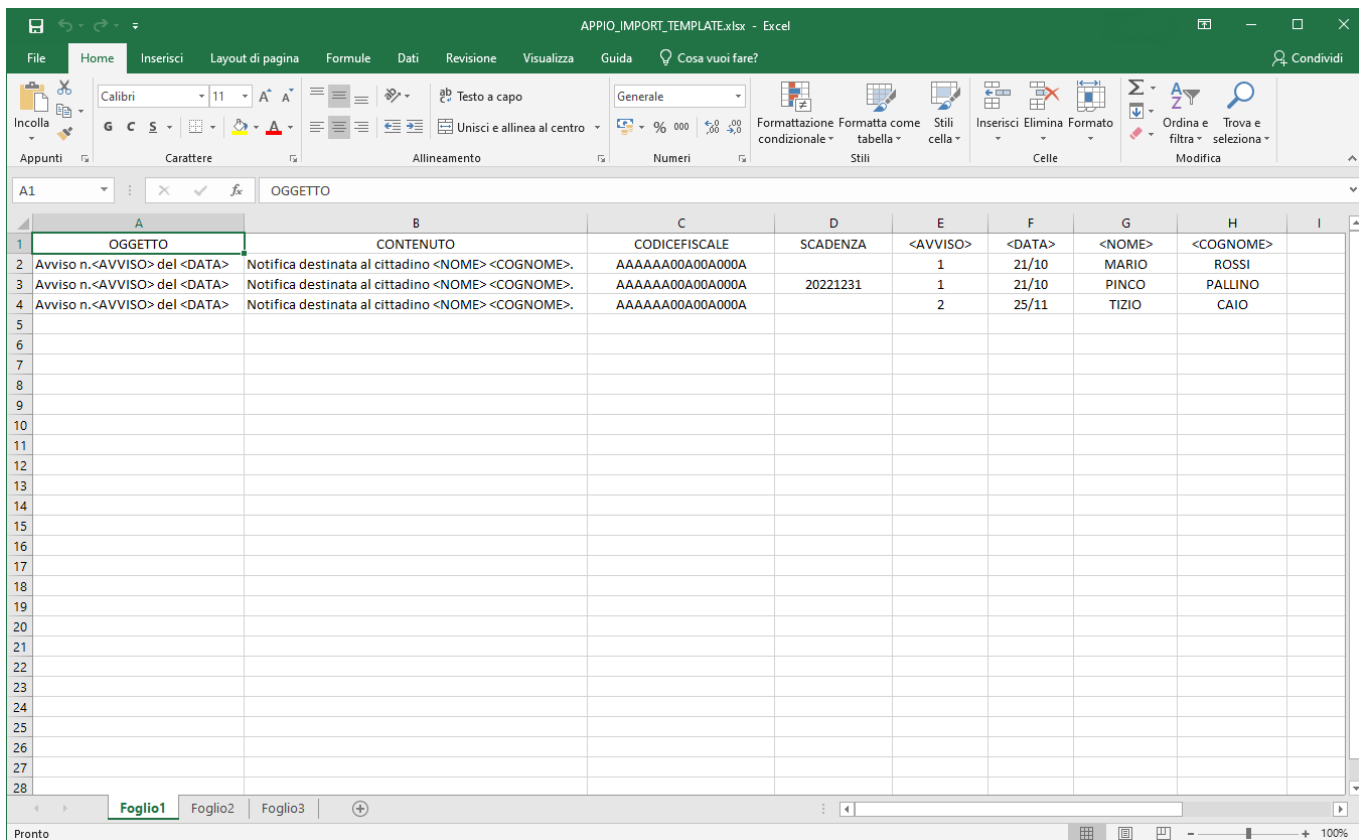 APPIO_IMPORT_TEMPLATE.xlsx - Excel
File Home Inserisci Layout di pagina Formule Dati Revisione Visualizza Guida Cosa vuoi fare? Condividi
Incolla
Calibri 11 A A
G C S A
ab Testo a capo
Unisci e allinea al centro
Generale
% 000 ,00 ,00
Formattazione condizionale
Formatta come tabella
Stili cella
Inserisci Elimina Formato
Ordina e filtra
Trova e seleziona
Appunti Carattere Allineamento Numeri Stili Celle Modifica
A1 fx OGGETTO
A B C D E F G H I
1 OGGETTO CONTENUTO CODICEFISCALE SCADENZA <AVVISO> <DATA> <NOME> <COGNOME>
2 Avviso n.<AVVISO> del <DATA> Notifica destinata al cittadino <NOME> <COGNOME>. AAAAAA00A00A000A 1 21/10 MARIO ROSSI
3 Avviso n.<AVVISO> del <DATA> Notifica destinata al cittadino <NOME> <COGNOME>. AAAAAA00A00A000A 20221231 1 21/10 PINCO PALLINO
4 Avviso n.<AVVISO> del <DATA> Notifica destinata al cittadino <NOME> <COGNOME>. AAAAAA00A00A000A 2 25/11 TIZIO CAIO
5
6
7
8
9
10
11
12
13
14
15
16
17
18
19
20
21
22
23
24
25
26
27
28
Foglio1 Foglio2 Foglio3
Pronto 100%